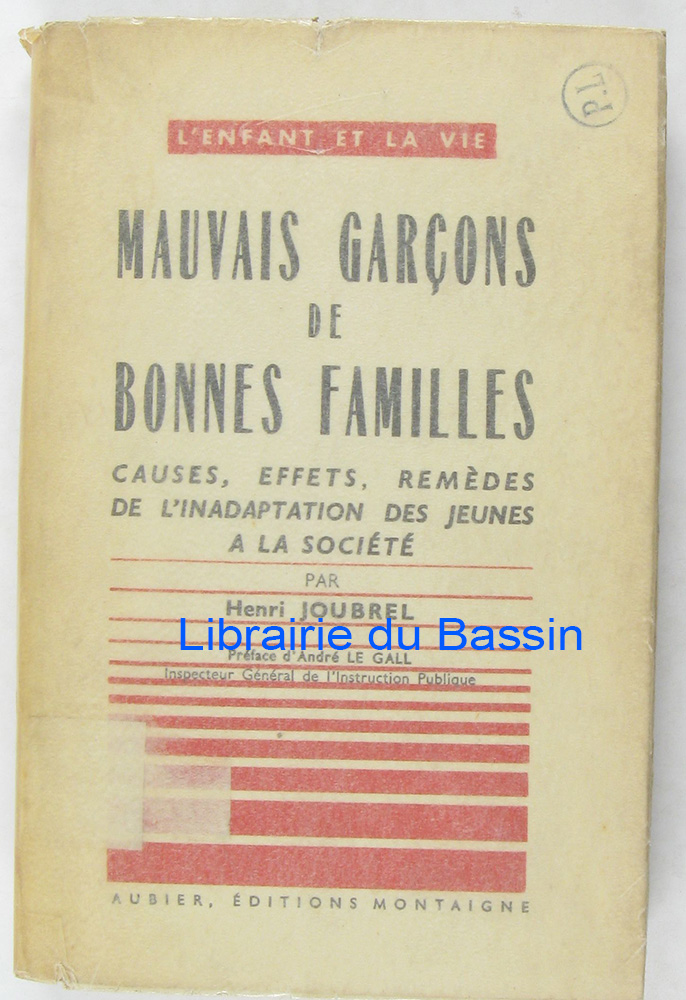 P.L
L'ENFANT ET LA VIE
MAUVAIS GARÇONS
DE
BONNES FAMILLES
CAUSES, EFFETS, REMÈDES
DE L'INADAPTATION DES JEUNES
A LA SOCIÉTÉ
PAR
Henri JOUBREL
Librairie du Bassin
Préface d'André LE GALL
Inspecteur Général de l'Instruction Publique
AUBIER, ÉDITIONS MONTAIGNE